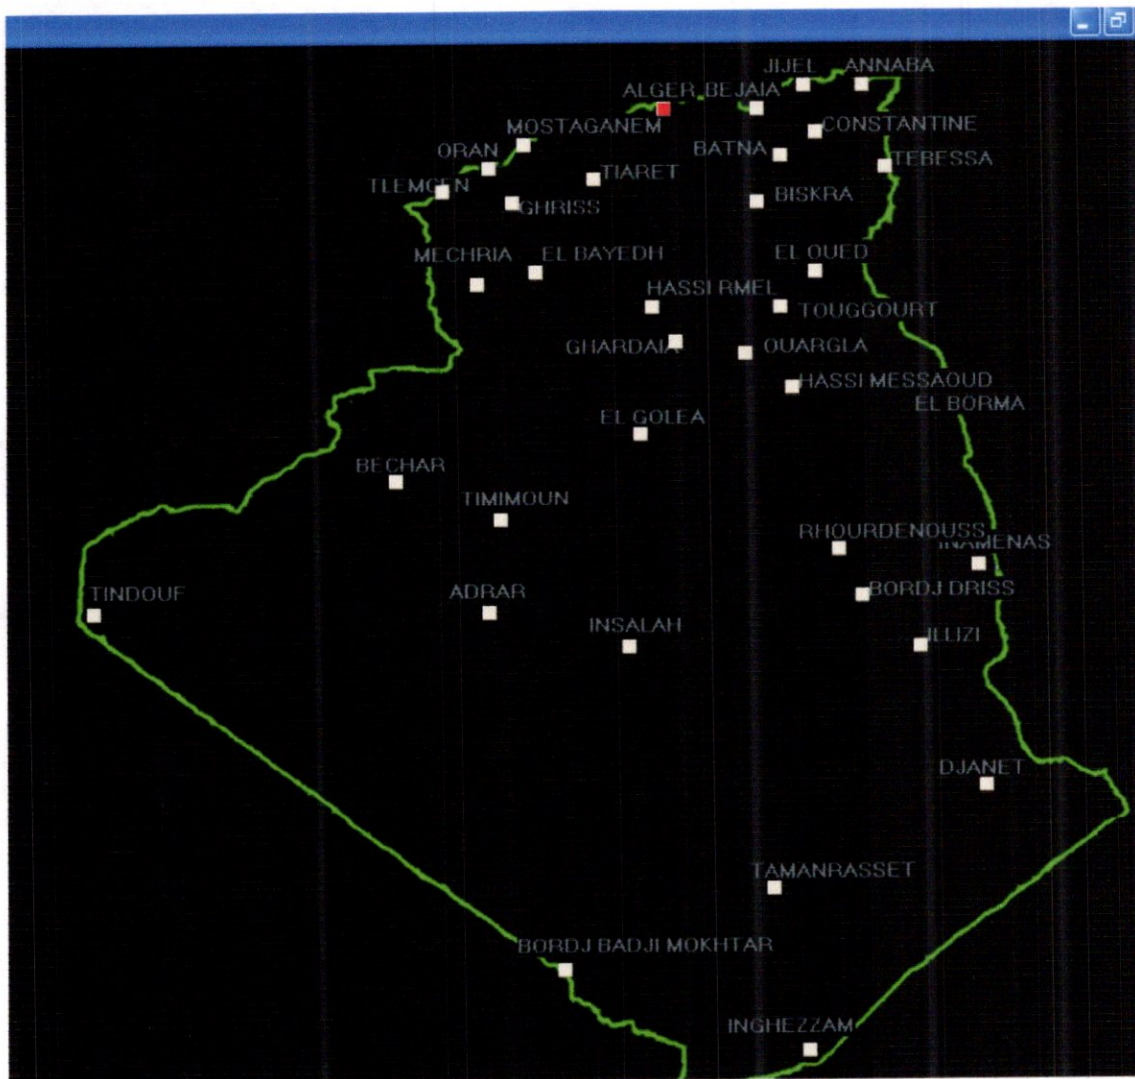 JIJEL
ANNABA
ALGER
BEJAIA
MOSTAGANEM
CONSTANTINE
ORAN
BATNA
TEBESSA
TIARET
TLEMCEN
BISKRA
GHRISS
MECHRIA
EL BAYEDH
EL OUED
HASSI RMEL
TOUGGOURT
GHARDAIA
OUARGLA
HASSI MESSAOUD
EL BORMA
EL GOLEA
BECHAR
TIMIMOUN
RHOURDENOUSS
INAMENAS
TINDOUF
ADRAR
BORDJ DRISS
INSALAH
ILLIZI
DJANET
TAMANRASSET
BORDJ BADJI MOKHTAR
INGHEZZAM